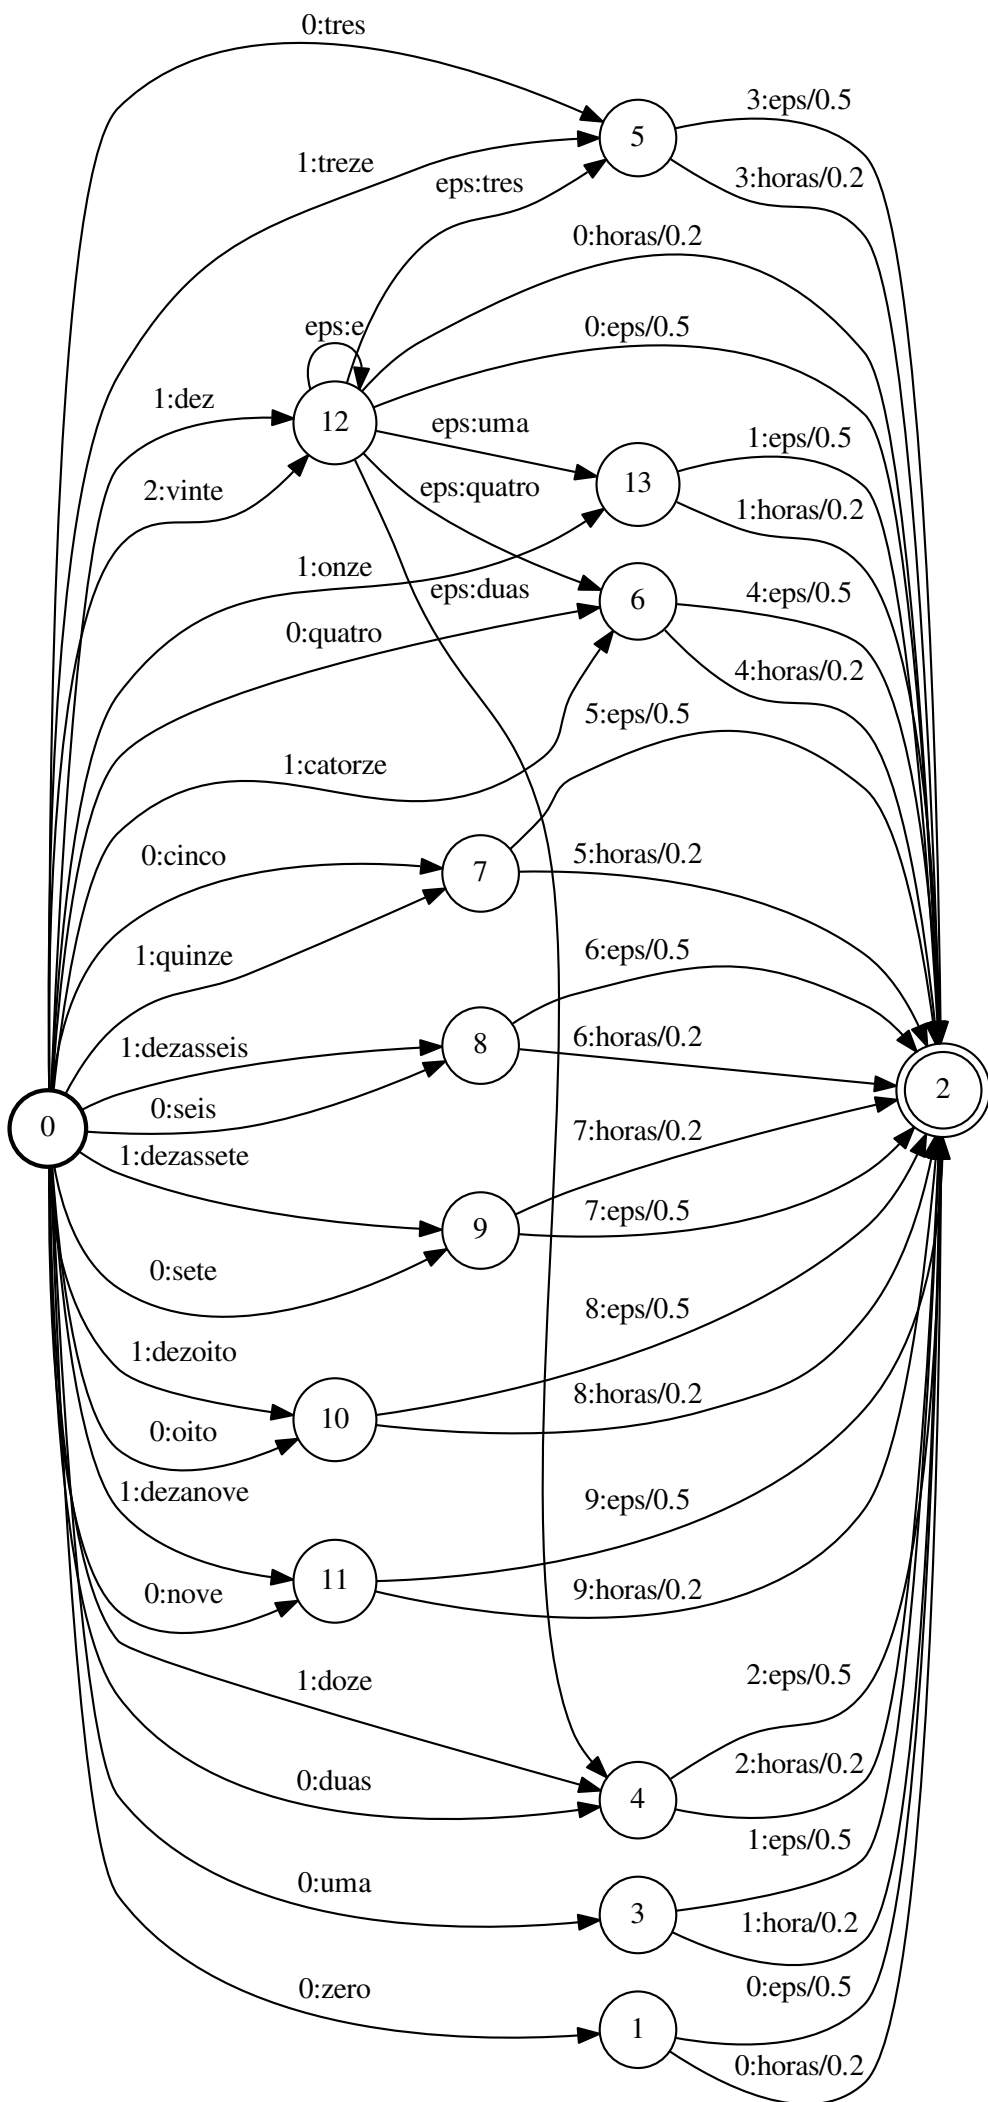 0:tres
3:eps/0.5
5
1:treze
3:horas/0.2
eps:tres
0:horas/0.2
eps:e
0:eps/0.5
1:dez
12
eps:uma
1:eps/0.5
13
2:vinte
eps:quatro
1:horas/0.2
1:onze
eps:duas
6
4:eps/0.5
0:quatro
4:horas/0.2
5:eps/0.5
1:catorze
0:cinco
7
5:horas/0.2
1:quinze
6:eps/0.5
1:dezasseis
8
6:horas/0.2
2
0:seis
0
7:horas/0.2
1:dezassete
9
7:eps/0.5
0:sete
8:eps/0.5
1:dezoito
10
8:horas/0.2
0:oito
1:dezanove
9:eps/0.5
11
9:horas/0.2
0:nove
1:doze
2:eps/0.5
0:duas
4
2:horas/0.2
1:eps/0.5
0:uma
3
1:hora/0.2
0:zero
0:eps/0.5
1
0:horas/0.2